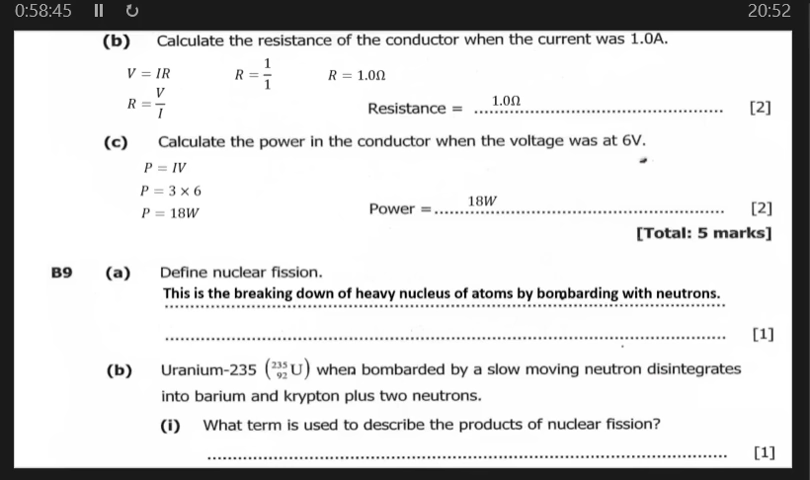 0:58:45 20:52
(b) Calculate the resistance of the conductor when the current was 1.0A.
V = IR R = 1/1 R = 1.0Ω
R = V/I
Resistance = 1.0Ω [2]
(c) Calculate the power in the conductor when the voltage was at 6V.
P = IV
P = 3 × 6
P = 18W
Power = 18W [2]
[Total: 5 marks]
B9 (a) Define nuclear fission.
This is the breaking down of heavy nucleus of atoms by bombarding with neutrons.
[1]
(b) Uranium-235 (²³⁵₉₂U) when bombarded by a slow moving neutron disintegrates
into barium and krypton plus two neutrons.
(i) What term is used to describe the products of nuclear fission?
[1]